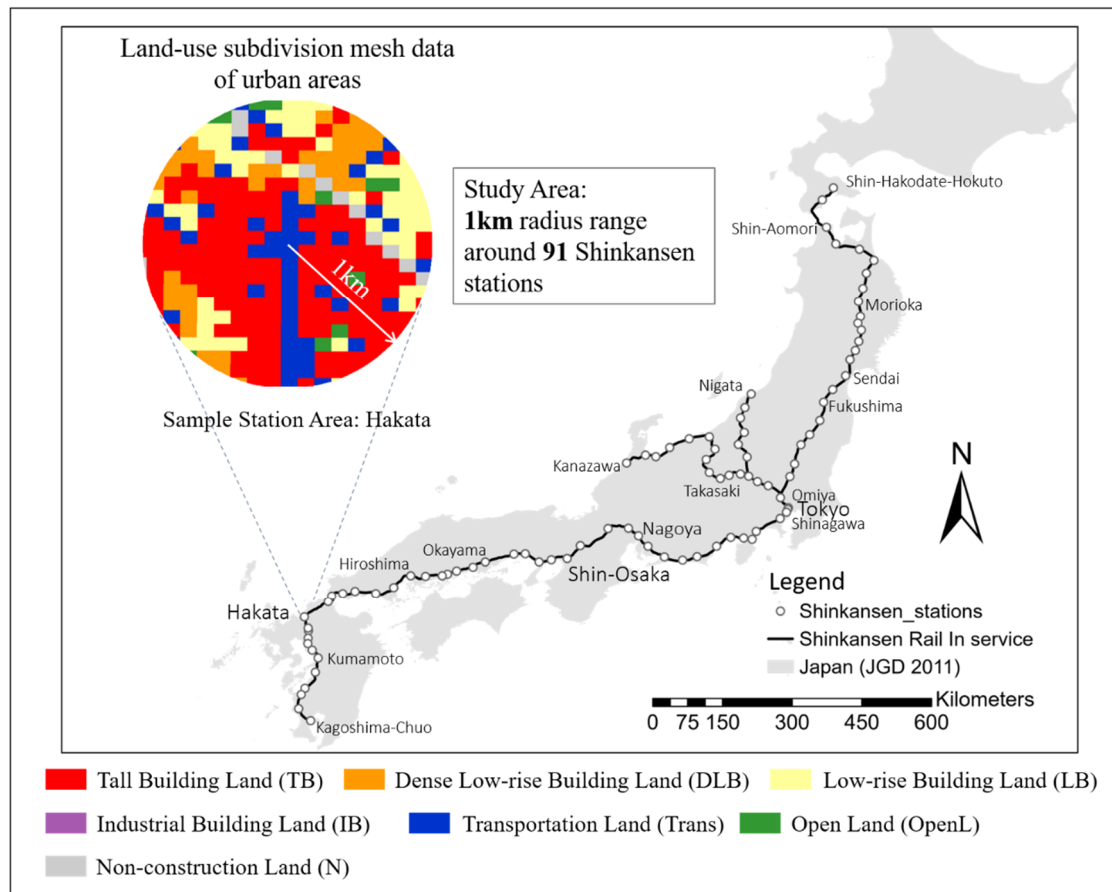 Land-use subdivision mesh data
of urban areas
1km
Sample Station Area: Hakata
Study Area:
1km radius range
around 91 Shinkansen
stations
Shin-Hakodate-Hokuto
Shin-Aomori
Morioka
Sendai
Fukushima
Nigata
Kanazawa
Takasaki
Omiya
Tokyo
Shinagawa
Nagoya
Okayama
Hiroshima
Shin-Osaka
Hakata
Kumamoto
Kagoshima-Chuo
N
Legend
Shinkansen_stations
Shinkansen Rail In service
Japan (JGD 2011)
Kilometers
0 75 150 300 450 600
Tall Building Land (TB)
Dense Low-rise Building Land (DLB)
Low-rise Building Land (LB)
Industrial Building Land (IB)
Transportation Land (Trans)
Open Land (OpenL)
Non-construction Land (N)